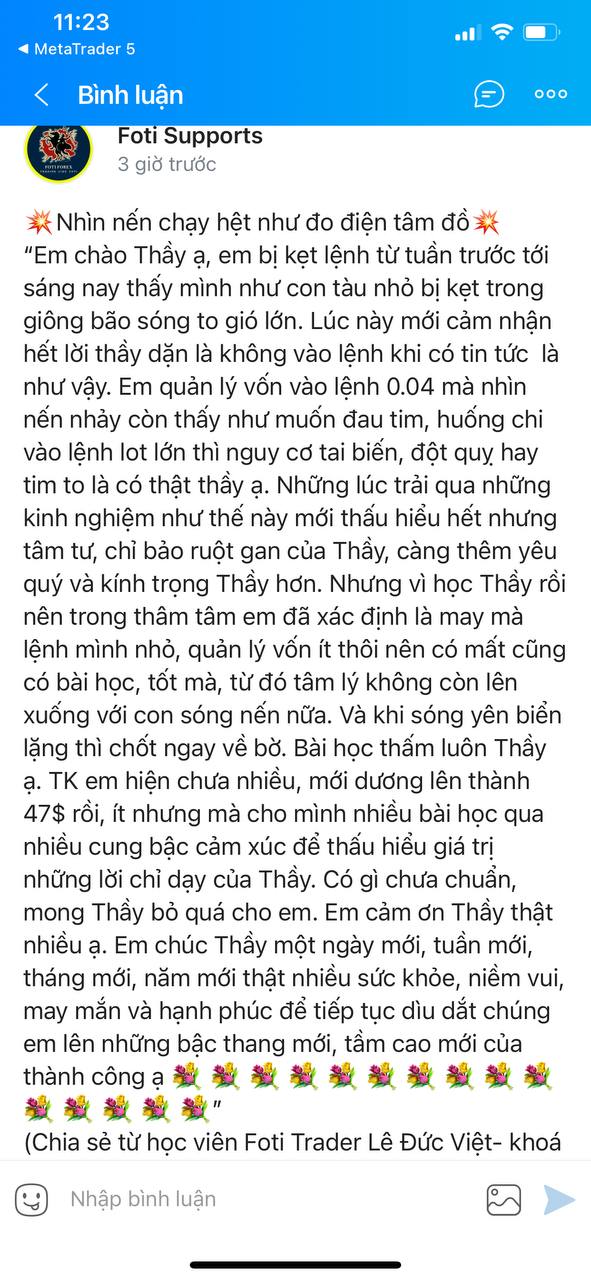 11:23
◀ MetaTrader 5
Bình luận
FOTI FOREX
Foti Supports
3 giờ trước
💥Nhìn nến chạy hệt như đo điện tâm đồ💥
“Em chào Thầy ạ, em bị kẹt lệnh từ tuần trước tới
sáng nay thấy mình như con tàu nhỏ bị kẹt trong
giông bão sóng to gió lớn. Lúc này mới cảm nhận
hết lời thầy dặn là không vào lệnh khi có tin tức  là
như vậy. Em quản lý vốn vào lệnh 0.04 mà nhìn
nến nhảy còn thấy như muốn đau tim, huống chi
vào lệnh lot lớn thì nguy cơ tai biến, đột quỵ hay
tim to là có thật thầy ạ. Những lúc trải qua những
kinh nghiệm như thế này mới thấu hiểu hết nhưng
tâm tư, chỉ bảo ruột gan của Thầy, càng thêm yêu
quý và kính trọng Thầy hơn. Nhưng vì học Thầy rồi
nên trong thâm tâm em đã xác định là may mà
lệnh mình nhỏ, quản lý vốn ít thôi nên có mất cũng
có bài học, tốt mà, từ đó tâm lý không còn lên
xuống với con sóng nến nữa. Và khi sóng yên biển
lặng thì chốt ngay về bờ. Bài học thấm luôn Thầy
ạ. TK em hiện chưa nhiều, mới dương lên thành
47$ rồi, ít nhưng mà cho mình nhiều bài học qua
nhiều cung bậc cảm xúc để thấu hiểu giá trị
những lời chỉ dạy của Thầy. Có gì chưa chuẩn,
mong Thầy bỏ quá cho em. Em cảm ơn Thầy thật
nhiều ạ. Em chúc Thầy một ngày mới, tuần mới,
tháng mới, năm mới thật nhiều sức khỏe, niềm vui,
may mắn và hạnh phúc để tiếp tục dìu dắt chúng
em lên những bậc thang mới, tầm cao mới của
thành công ạ 💐 💐 💐 💐 💐 💐 💐 💐 💐 💐
💐 💐 💐 💐 💐”
(Chia sẻ từ học viên Foti Trader Lê Đức Việt- khoá
Nhập bình luận